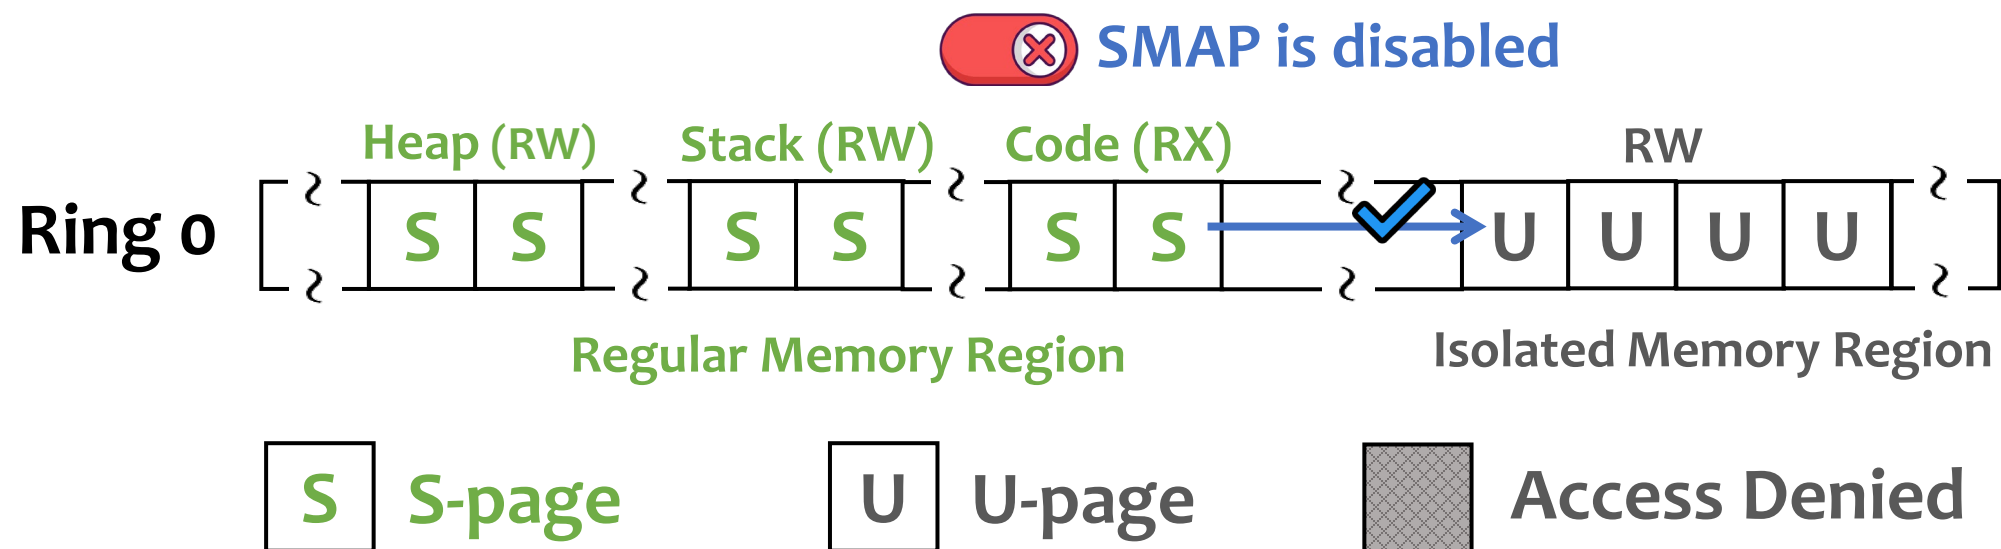 SMAP is disabled
Heap (RW) Stack (RW) Code (RX) RW
Ring 0 S S S S S S U U U U
Regular Memory Region Isolated Memory Region
S S-page U U-page Access Denied